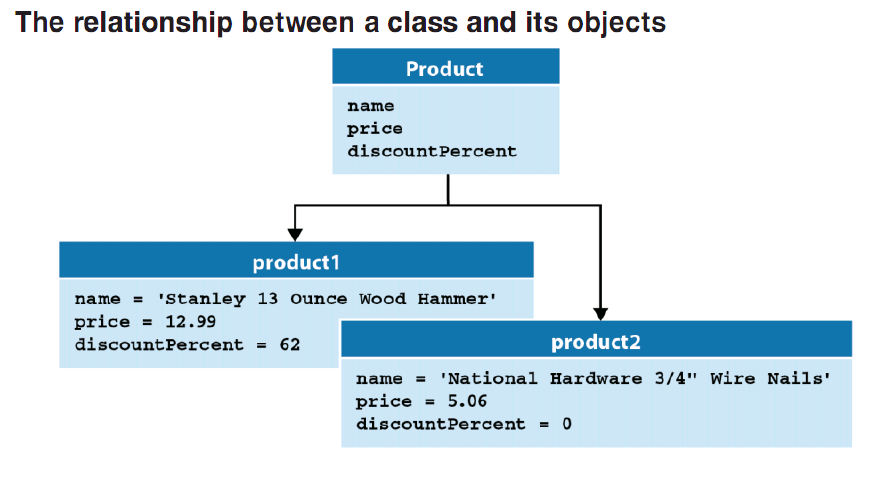 The relationship between a class and its objects
Product
name
price
discountPercent
product1
name = 'Stanley 13 Ounce Wood Hammer'
price = 12.99
discountPercent = 62
product2
name = 'National Hardware 3/4" Wire Nails'
price = 5.06
discountPercent = 0